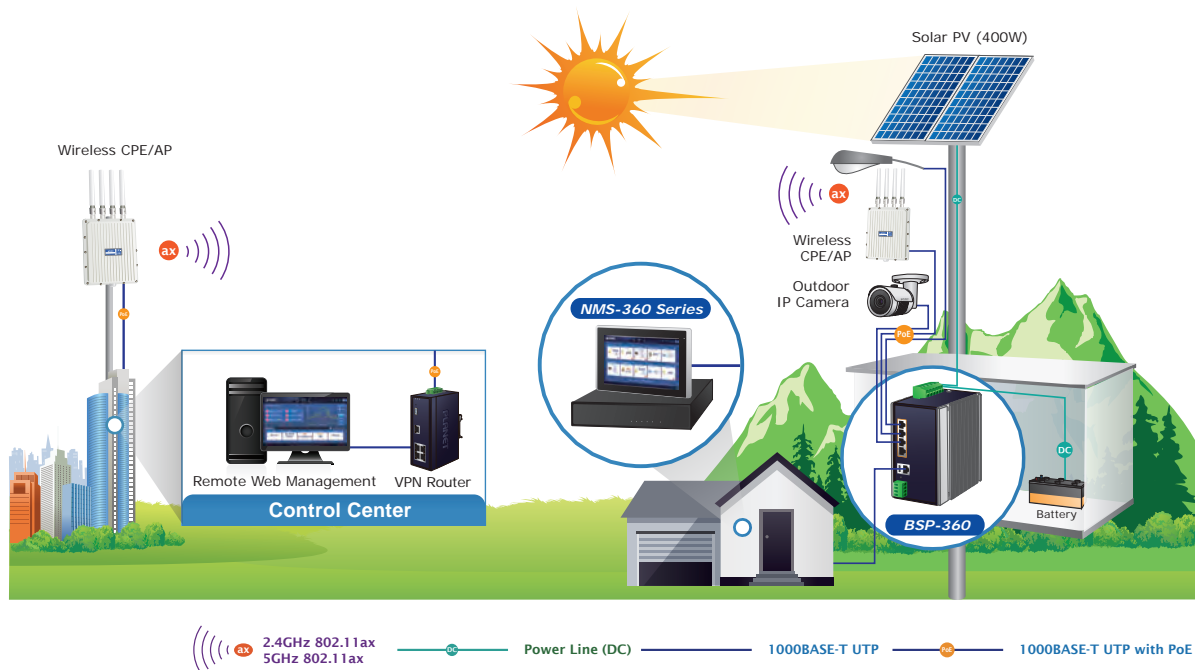 Solar PV (400W)
Wireless CPE/AP
ax
DC
ax
Wireless
CPE/AP
Outdoor
IP Camera
NMS-360 Series
PoE
PoE
PoE
PLANET
DC
Remote Web Management
VPN Router
Control Center
BSP-360
Battery
ax
2.4GHz 802.11ax
5GHz 802.11ax
DC
Power Line (DC)
1000BASE-T UTP
PoE
1000BASE-T UTP with PoE